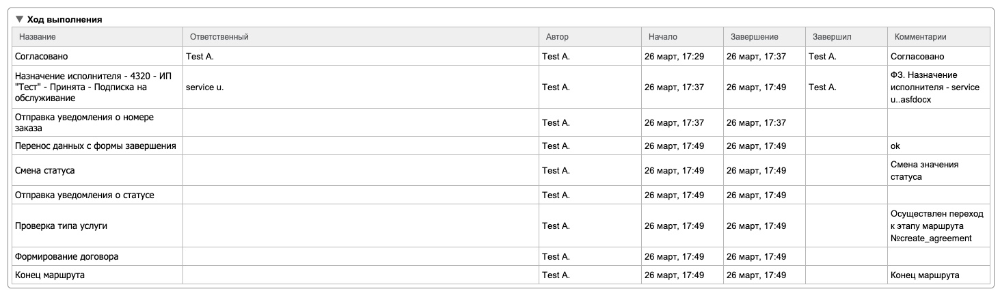 ▼ Ход выполнения
Название Ответственный Автор Начало Завершение Завершил Комментарии
Согласовано Test A. Test A. 26 март, 17:29 26 март, 17:37 Test A. Согласовано
Назначение исполнителя - 4320 - ИП
"Тест" - Принята - Подписка на
обслуживание
service u. Test A. 26 март, 17:37 26 март, 17:49 Test A.
ФЗ. Назначение
исполнителя - service
u..asfdocx
Отправка уведомления о номере
заказа
Test A. 26 март, 17:37 26 март, 17:37
Перенос данных с формы завершения Test A. 26 март, 17:49 26 март, 17:49 ok
Смена статуса Test A. 26 март, 17:49 26 март, 17:49
Смена значения
статуса
Отправка уведомления о статусе Test A. 26 март, 17:49 26 март, 17:49
Проверка типа услуги Test A. 26 март, 17:49 26 март, 17:49
Осуществлен переход
к этапу маршрута
№create_agreement
Формирование договора Test A. 26 март, 17:49 26 март, 17:49
Конец маршрута Test A. 26 март, 17:49 26 март, 17:49 Конец маршрута